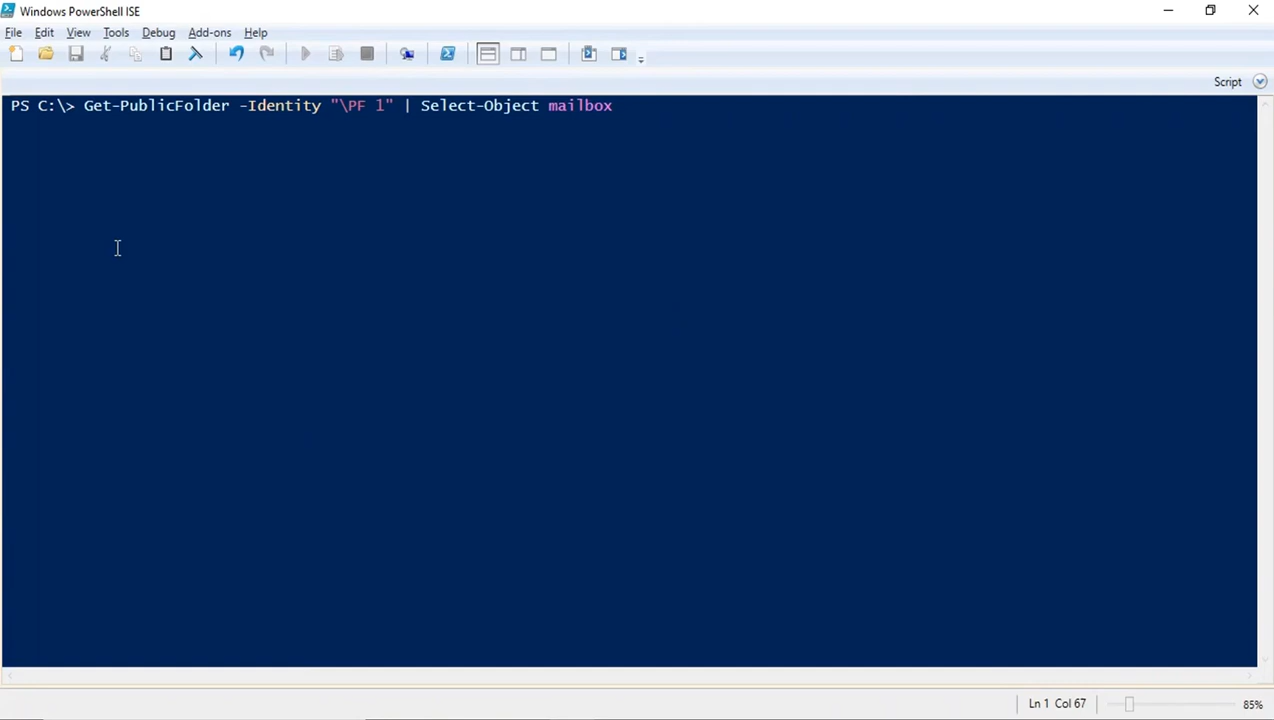 Windows PowerShell ISE
File Edit View Tools Debug Add-ons Help
Script
PS C:\> Get-PublicFolder -Identity "\PF 1" | Select-Object mailbox
Ln 1 Col 67
85%